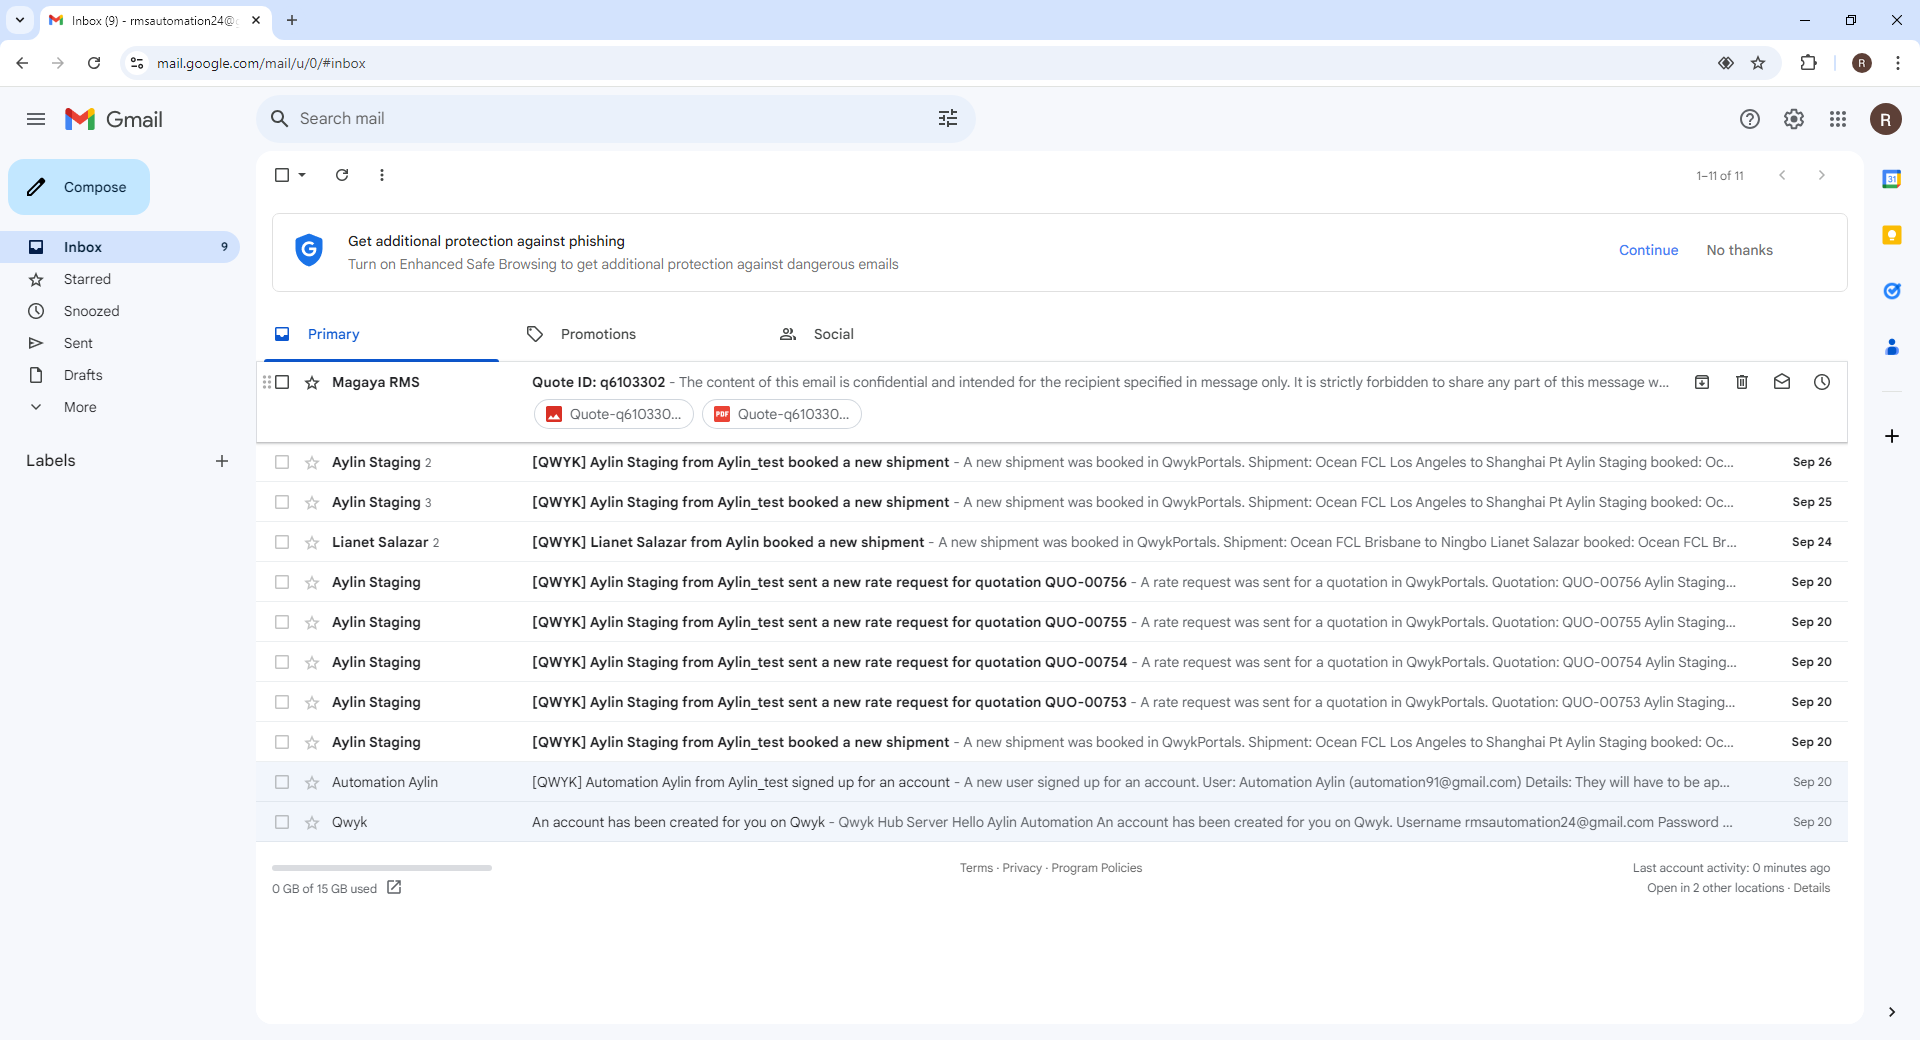 Inbox (9) - rmsautomation24@
mail.google.com/mail/u/0/#inbox
R
Gmail
Search mail
R
Compose
1–11 of 11
31
Get additional protection against phishing
Turn on Enhanced Safe Browsing to get additional protection against dangerous emails
Continue
No thanks
Inbox 9
Starred
Snoozed
Sent
Drafts
More
Labels
Primary
Promotions
Social
Magaya RMS Quote ID: q6103302 - The content of this email is confidential and intended for the recipient specified in message only. It is strictly forbidden to share any part of this message w...
Quote-q610330...
PDF Quote-q610330...
Aylin Staging 2 [QWYK] Aylin Staging from Aylin_test booked a new shipment - A new shipment was booked in QwykPortals. Shipment: Ocean FCL Los Angeles to Shanghai Pt Aylin Staging booked: Oc... Sep 26
Aylin Staging 3 [QWYK] Aylin Staging from Aylin_test booked a new shipment - A new shipment was booked in QwykPortals. Shipment: Ocean FCL Los Angeles to Shanghai Pt Aylin Staging booked: Oc... Sep 25
Lianet Salazar 2 [QWYK] Lianet Salazar from Aylin booked a new shipment - A new shipment was booked in QwykPortals. Shipment: Ocean FCL Brisbane to Ningbo Lianet Salazar booked: Ocean FCL Br... Sep 24
Aylin Staging [QWYK] Aylin Staging from Aylin_test sent a new rate request for quotation QUO-00756 - A rate request was sent for a quotation in QwykPortals. Quotation: QUO-00756 Aylin Staging... Sep 20
Aylin Staging [QWYK] Aylin Staging from Aylin_test sent a new rate request for quotation QUO-00755 - A rate request was sent for a quotation in QwykPortals. Quotation: QUO-00755 Aylin Staging... Sep 20
Aylin Staging [QWYK] Aylin Staging from Aylin_test sent a new rate request for quotation QUO-00754 - A rate request was sent for a quotation in QwykPortals. Quotation: QUO-00754 Aylin Staging... Sep 20
Aylin Staging [QWYK] Aylin Staging from Aylin_test sent a new rate request for quotation QUO-00753 - A rate request was sent for a quotation in QwykPortals. Quotation: QUO-00753 Aylin Staging... Sep 20
Aylin Staging [QWYK] Aylin Staging from Aylin_test booked a new shipment - A new shipment was booked in QwykPortals. Shipment: Ocean FCL Los Angeles to Shanghai Pt Aylin Staging booked: Oc... Sep 20
Automation Aylin [QWYK] Automation Aylin from Aylin_test signed up for an account - A new user signed up for an account. User: Automation Aylin (automation91@gmail.com) Details: They will have to be ap... Sep 20
Qwyk An account has been created for you on Qwyk - Qwyk Hub Server Hello Aylin Automation An account has been created for you on Qwyk. Username rmsautomation24@gmail.com Password ... Sep 20
0 GB of 15 GB used
Terms · Privacy · Program Policies
Last account activity: 0 minutes ago
Open in 2 other locations · Details